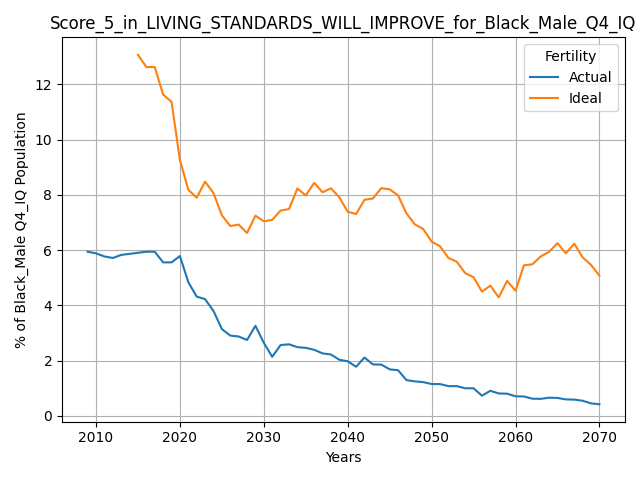 Score_5_in_LIVING_STANDARDS_WILL_IMPROVE_for_Black_Male_Q4_IQ
Fertility
Actual
Ideal
% of Black_Male Q4_IQ Population
12
10
8
6
4
2
0
2010 2020 2030 2040 2050 2060 2070
Years